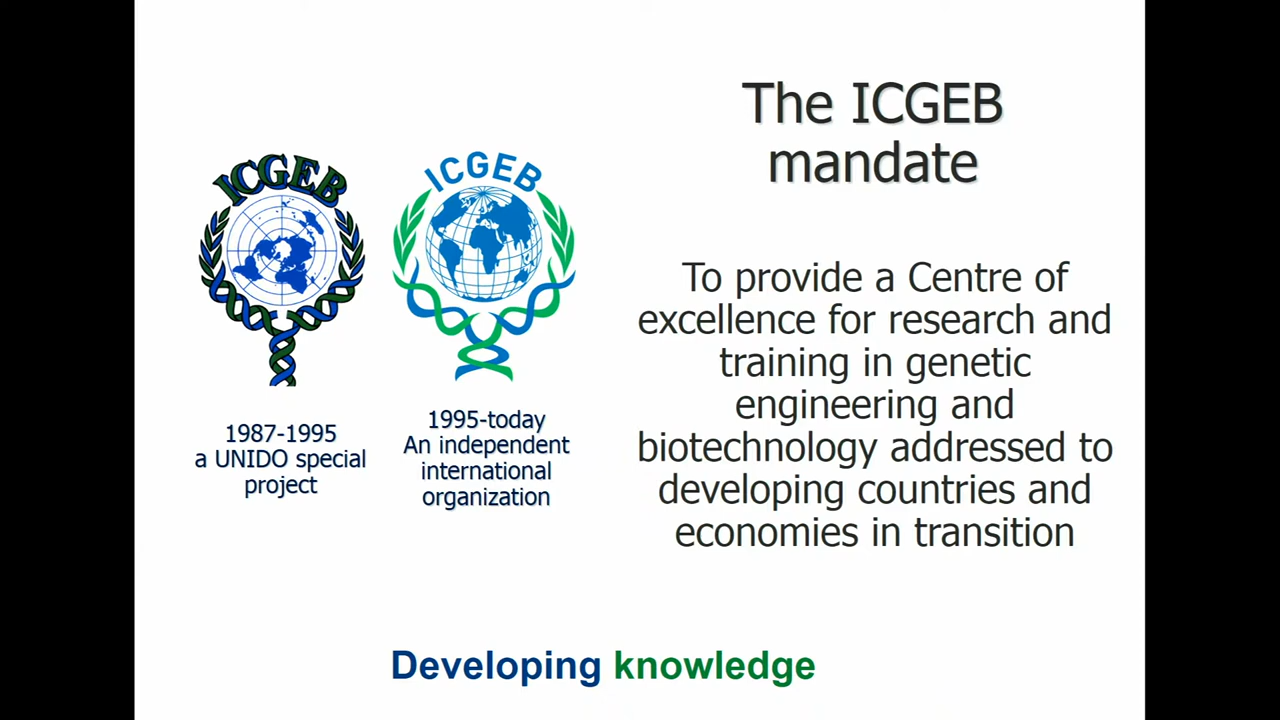 The ICGEB
mandate
ICGEB
ICGEB
1987-1995
a UNIDO special
project
1995-today
An independent
international
organization
To provide a Centre of
excellence for research and
training in genetic
engineering and
biotechnology addressed to
developing countries and
economies in transition
Developing knowledge